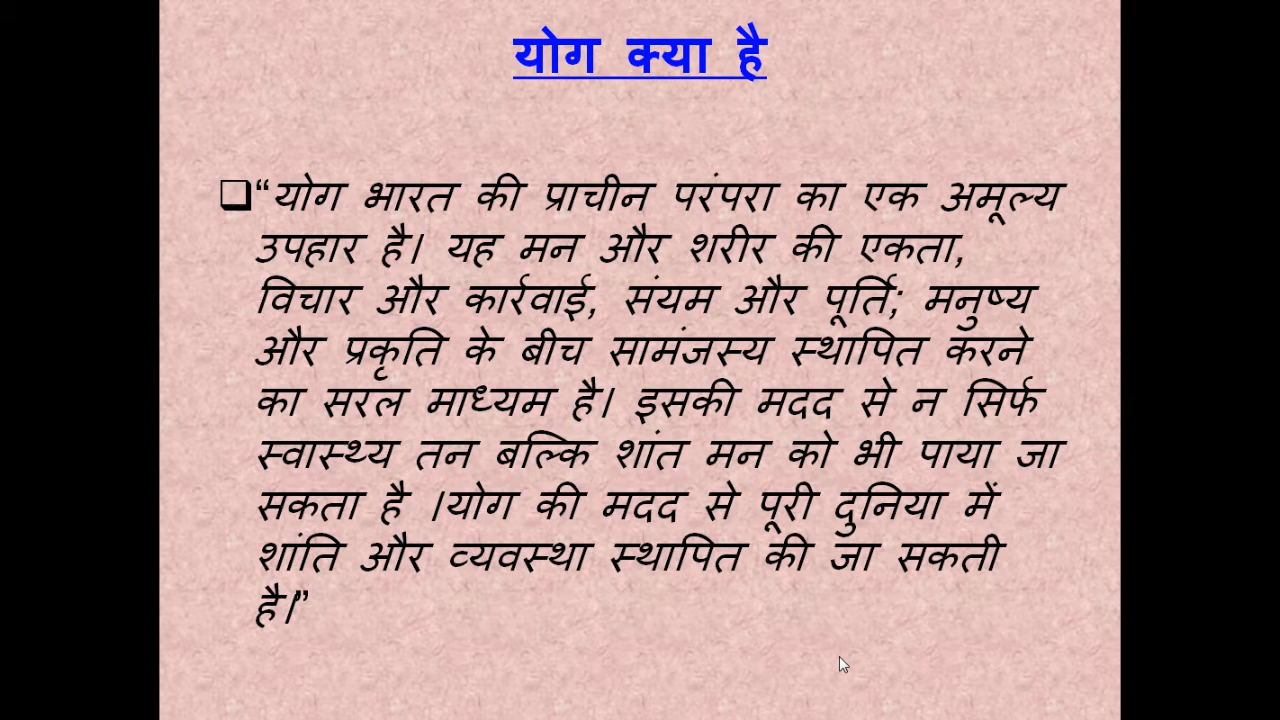 योग क्या है
❑“योग भारत की प्राचीन परंपरा का एक अमूल्य
उपहार है। यह मन और शरीर की एकता,
विचार और कार्रवाई, संयम और पूर्ति; मनुष्य
और प्रकृति के बीच सामंजस्य स्थापित करने
का सरल माध्यम है। इसकी मदद से न सिर्फ
स्वास्थ्य तन बल्कि शांत मन को भी पाया जा
सकता है ।योग की मदद से पूरी दुनिया में
शांति और व्यवस्था स्थापित की जा सकती
है।”